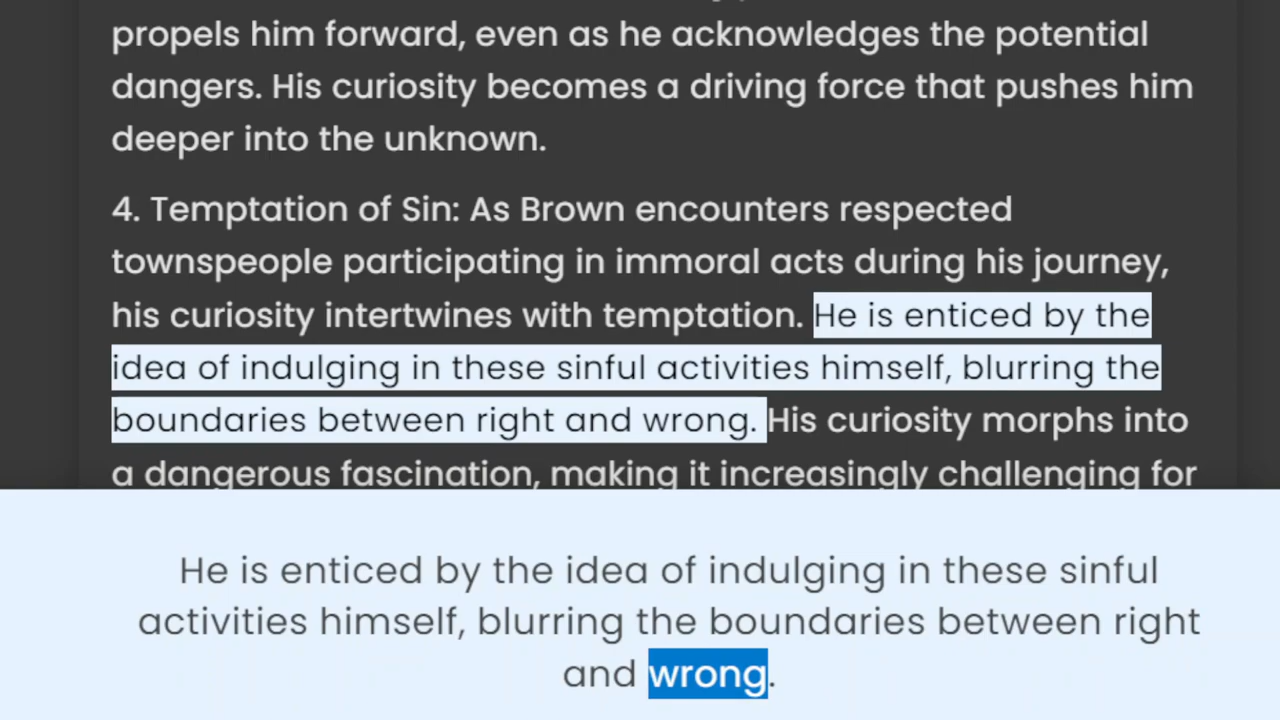 propels him forward, even as he acknowledges the potential
dangers. His curiosity becomes a driving force that pushes him
deeper into the unknown.
4. Temptation of Sin: As Brown encounters respected
townspeople participating in immoral acts during his journey,
his curiosity intertwines with temptation. He is enticed by the
idea of indulging in these sinful activities himself, blurring the
boundaries between right and wrong. His curiosity morphs into
a dangerous fascination, making it increasingly challenging for
He is enticed by the idea of indulging in these sinful
activities himself, blurring the boundaries between right
and wrong.